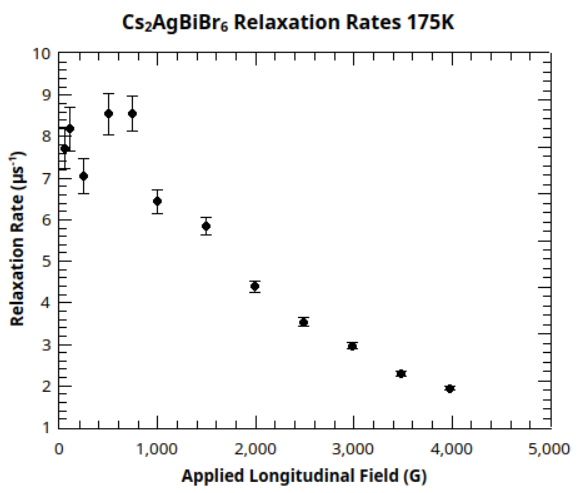 Cs₂AgBiBr₆ Relaxation Rates 175K
10
9
8
7
6
5
4
3
2
1
Relaxation Rate (µs⁻¹)
0 1,000 2,000 3,000 4,000 5,000
Applied Longitudinal Field (G)